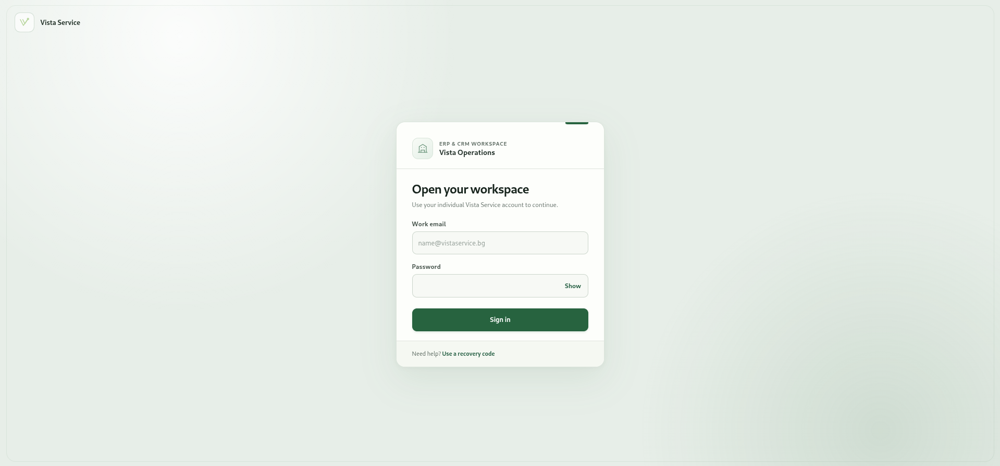 Vista Service
ERP & CRM WORKSPACE
Vista Operations
Open your workspace
Use your individual Vista Service account to continue.
Work email
name@vistaservice.bg
Password
Show
Sign in
Need help? Use a recovery code